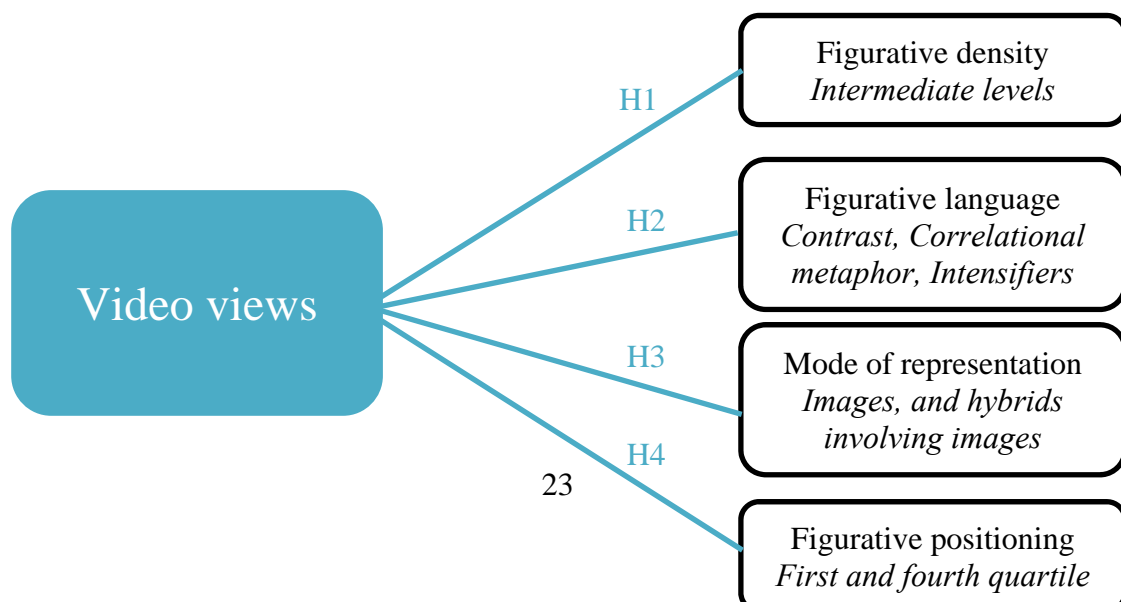 Video views
H1
Figurative density
Intermediate levels
H2
Figurative language
Contrast, Correlational
metaphor, Intensifiers
H3
Mode of representation
Images, and hybrids
involving images
H4
Figurative positioning
First and fourth quartile
23